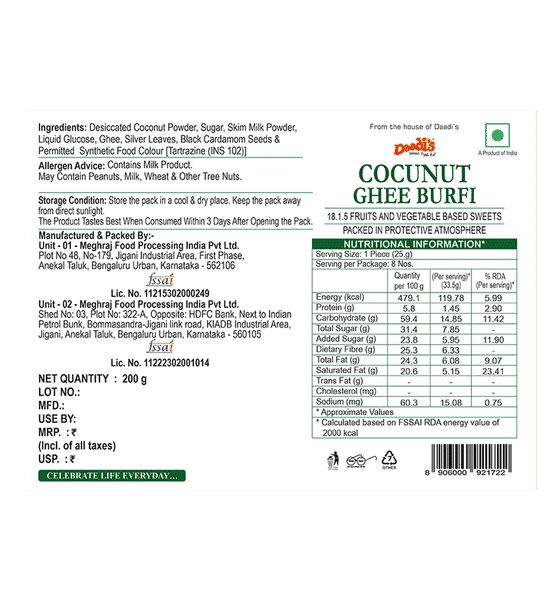 Ingredients: Desiccated Coconut Powder, Sugar, Skim Milk Powder,
Liquid Glucose, Ghee, Silver Leaves, Black Cardamom Seeds &
Permitted Synthetic Food Colour [Tartrazine (INS 102)]
Allergen Advice: Contains Milk Product.
May Contain Peanuts, Milk, Wheat & Other Tree Nuts.
Storage Condition: Store the pack in a cool & dry place. Keep the pack away
from direct sunlight.
The Product Tastes Best When Consumed Within 3 Days After Opening the Pack.
Manufactured & Packed By:-
Unit - 01 - Meghraj Food Processing India Pvt Ltd.
Plot No 48, No-179, Jigani Industrial Area, First Phase,
Anekal Taluk, Bengaluru Urban, Karnataka - 562106
fssai
Lic. No. 11215302000249
Unit - 02 - Meghraj Food Processing India Pvt Ltd.
Shed No: 03, Plot No: 322-A, Opposite: HDFC Bank, Next to Indian
Petrol Bunk, Bommasandra-Jigani link road, KIADB Industrial Area,
Jigani, Anekal Taluk, Bengaluru Urban, Karnataka - 560105
fssai
Lic. No. 11222302001014
NET QUANTITY : 200 g
LOT NO.:
MFD.:
USE BY:
MRP. : ₹
(Incl. of all taxes)
USP. : ₹
CELEBRATE LIFE EVERYDAY...
From the house of Daadi's
Daadi's
A Product of India
COCUNUT
GHEE BURFI
18.1.5 FRUITS AND VEGETABLE BASED SWEETS
PACKED IN PROTECTIVE ATMOSPHERE
NUTRITIONAL INFORMATION*
Serving Size: 1 Piece (25.g)
Serving per Package: 8 Nos.
Quantity per 100 g (Per serving)* (33.5g) % RDA (Per serving)*
Energy (kcal) 479.1 119.78 5.99
Protein (g) 5.8 1.45 2.90
Carbohydrate (g) 59.4 14.85 11.42
Total Sugar (g) 31.4 7.85 -
Added Sugar (g) 23.8 5.95 11.90
Dietary Fibre (g) 25.3 6.33 -
Total Fat (g) 24.3 6.08 9.07
Saturated Fat (g) 20.6 5.15 23.41
Trans Fat (g) - - -
Cholesterol (mg) - - -
Sodium (mg) 60.3 15.08 0.75
* Approximate Values
* Calculated based on FSSAI RDA energy value of
2000 kcal
7
OTHER
8 906000 921722